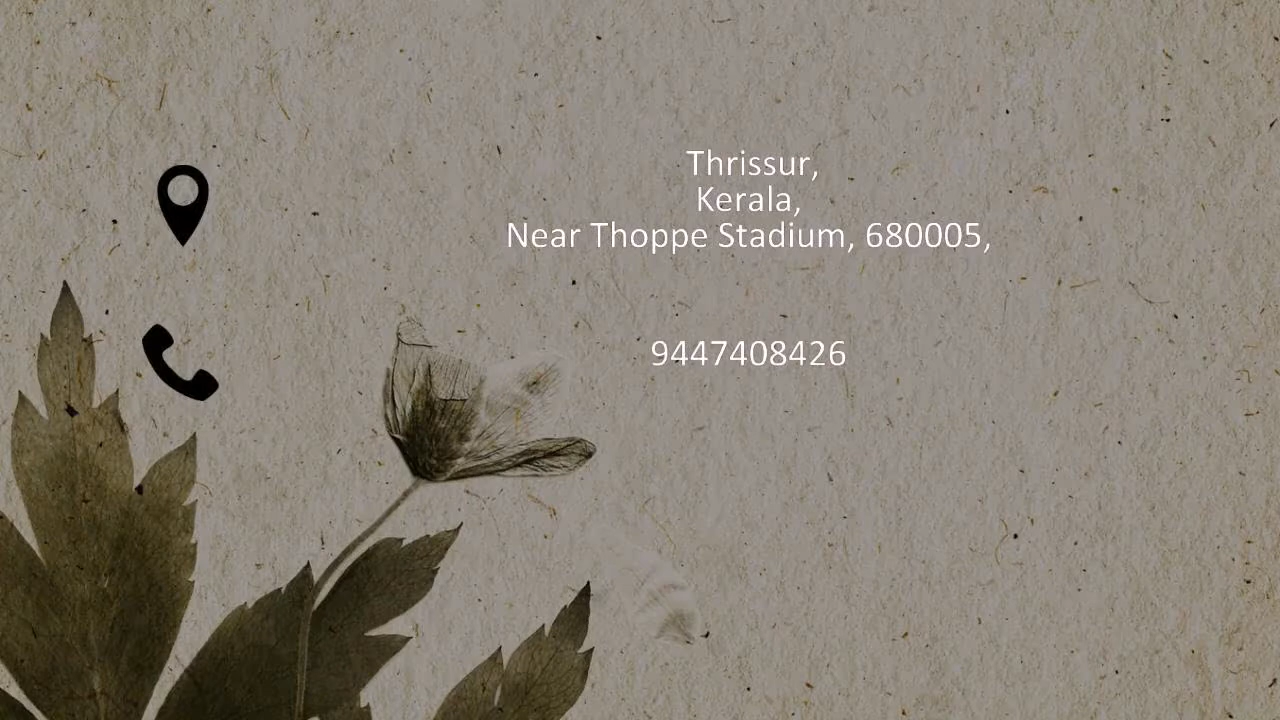 Thrissur,
Kerala,
Near Thoppe Stadium, 680005,
9447408426